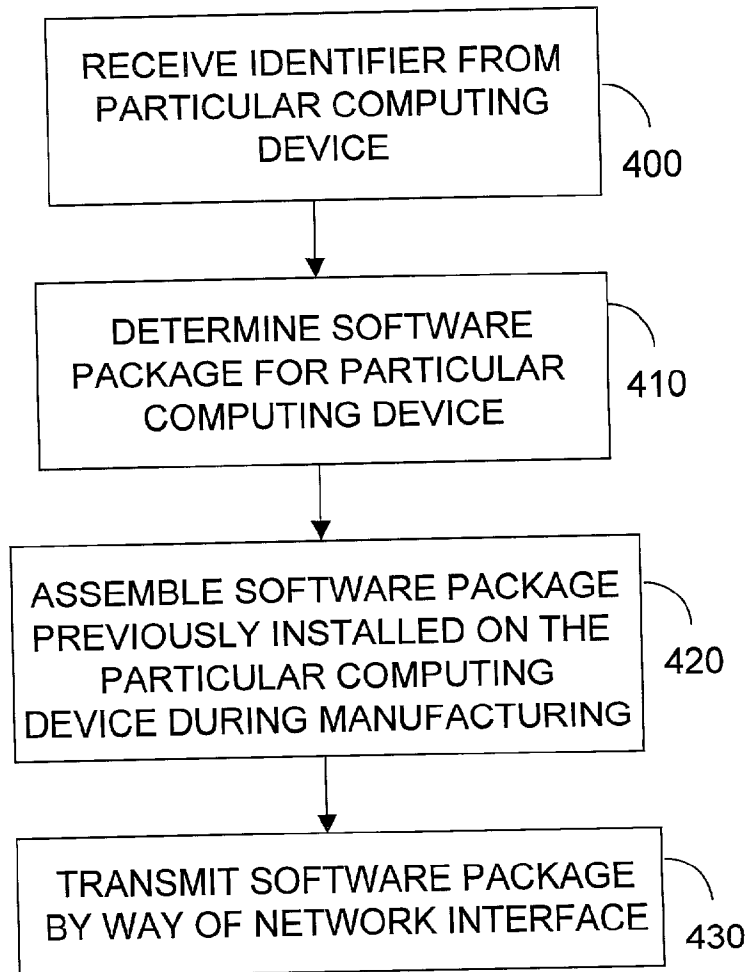 RECEIVE IDENTIFIER FROM
PARTICULAR COMPUTING
DEVICE
400
DETERMINE SOFTWARE
PACKAGE FOR PARTICULAR
COMPUTING DEVICE
410
ASSEMBLE SOFTWARE PACKAGE
PREVIOUSLY INSTALLED ON THE
PARTICULAR COMPUTING
DEVICE DURING MANUFACTURING
420
TRANSMIT SOFTWARE PACKAGE
BY WAY OF NETWORK INTERFACE
430